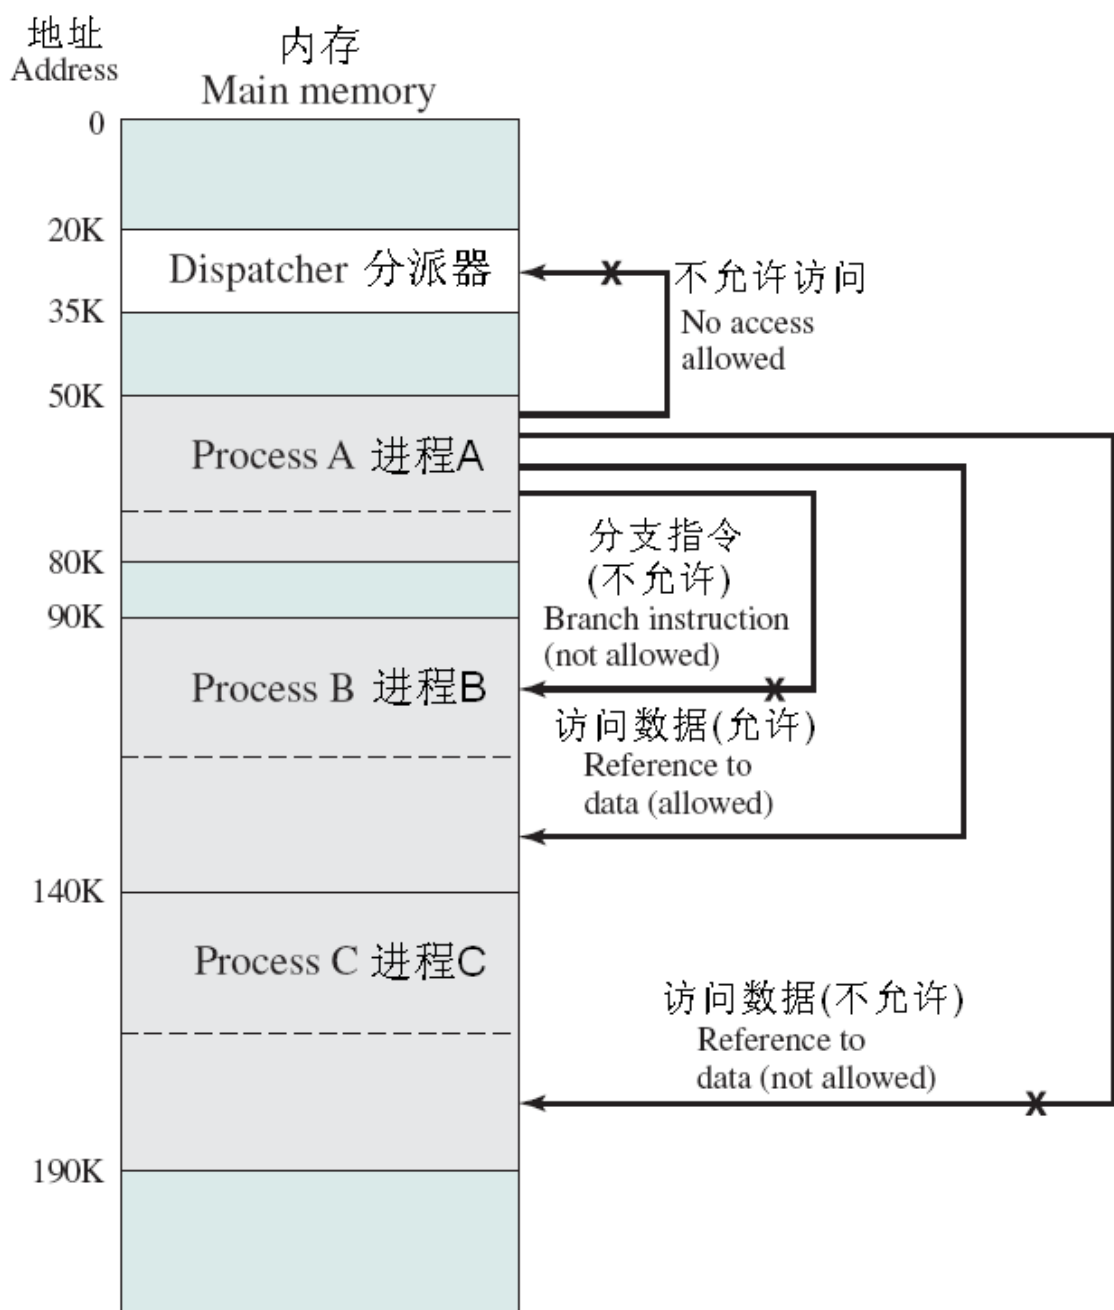 地址
Address
内存
Main memory
0
20K
Dispatcher 分派器
35K
不允许访问
No access
allowed
50K
Process A 进程A
80K
90K
分支指令
(不允许)
Branch instruction
(not allowed)
Process B 进程B
访问数据(允许)
Reference to
data (allowed)
140K
Process C 进程C
访问数据(不允许)
Reference to
data (not allowed)
190K